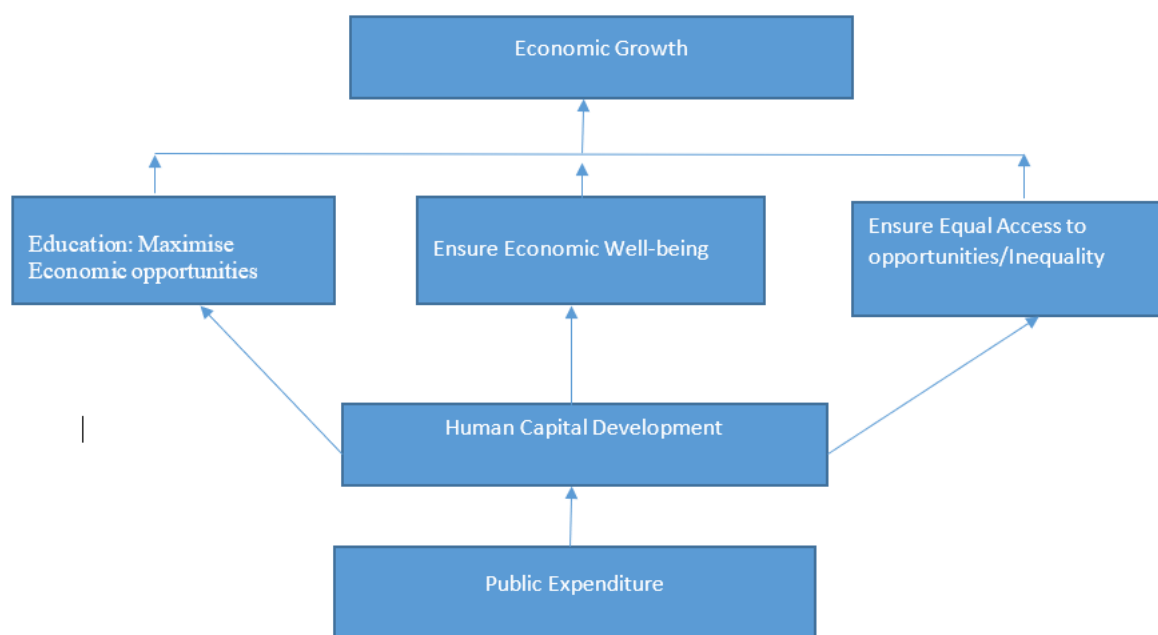 Economic Growth
Education: Maximise
Economic opportunities
Ensure Economic Well-being
Ensure Equal Access to
opportunities/Inequality
Human Capital Development
Public Expenditure